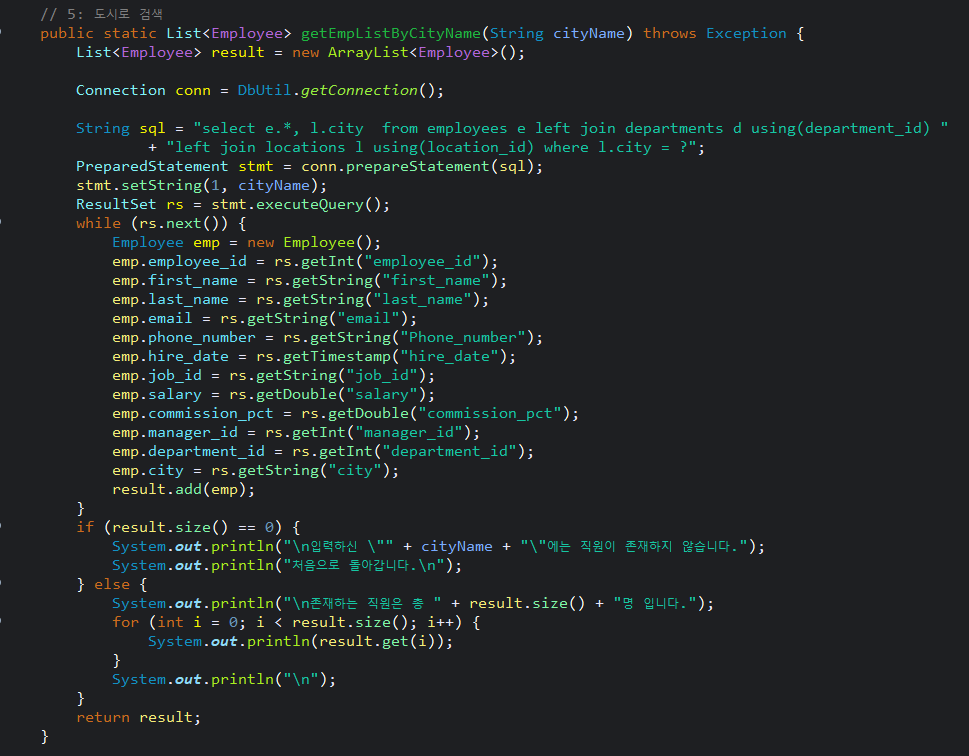 // 5: 도시로 검색
public static List<Employee> getEmpListByCityName(String cityName) throws Exception {
    List<Employee> result = new ArrayList<Employee>();

    Connection conn = DbUtil.getConnection();

    String sql = "select e.*, l.city  from employees e left join departments d using(department_id) "
            + "left join locations l using(location_id) where l.city = ?";
    PreparedStatement stmt = conn.prepareStatement(sql);
    stmt.setString(1, cityName);
    ResultSet rs = stmt.executeQuery();
    while (rs.next()) {
        Employee emp = new Employee();
        emp.employee_id = rs.getInt("employee_id");
        emp.first_name = rs.getString("first_name");
        emp.last_name = rs.getString("last_name");
        emp.email = rs.getString("email");
        emp.phone_number = rs.getString("Phone_number");
        emp.hire_date = rs.getTimestamp("hire_date");
        emp.job_id = rs.getString("job_id");
        emp.salary = rs.getDouble("salary");
        emp.commission_pct = rs.getDouble("commission_pct");
        emp.manager_id = rs.getInt("manager_id");
        emp.department_id = rs.getInt("department_id");
        emp.city = rs.getString("city");
        result.add(emp);
    }
    if (result.size() == 0) {
        System.out.println("\n입력하신 \"" + cityName + "\"에는 직원이 존재하지 않습니다.");
        System.out.println("처음으로 돌아갑니다.\n");
    } else {
        System.out.println("\n존재하는 직원은 총 " + result.size() + "명 입니다.");
        for (int i = 0; i < result.size(); i++) {
            System.out.println(result.get(i));
        }
        System.out.println("\n");
    }
    return result;
}